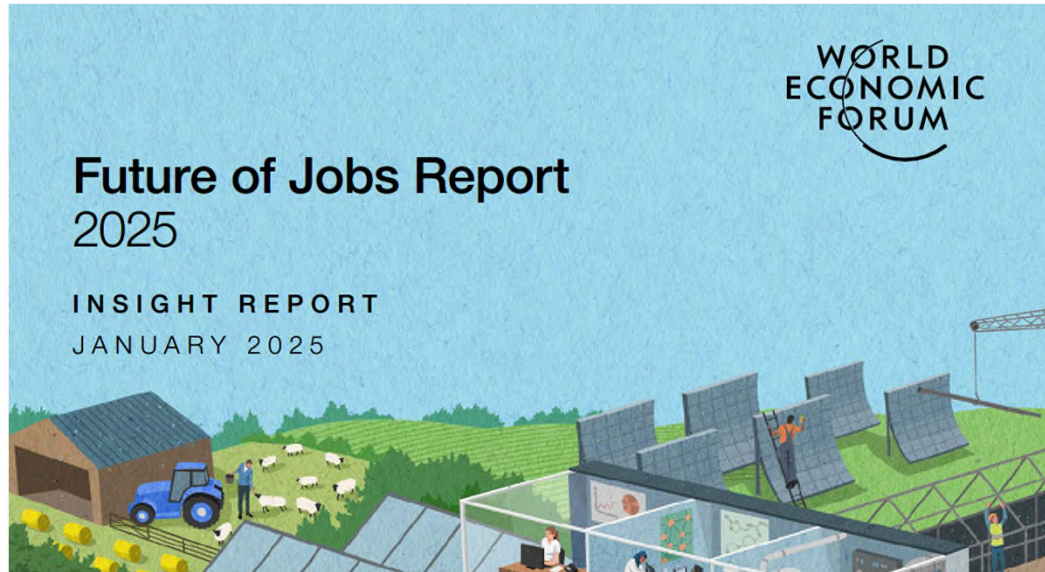 WORLD
ECONOMIC
FORUM
Future of Jobs Report
2025
INSIGHT REPORT
JANUARY 2025